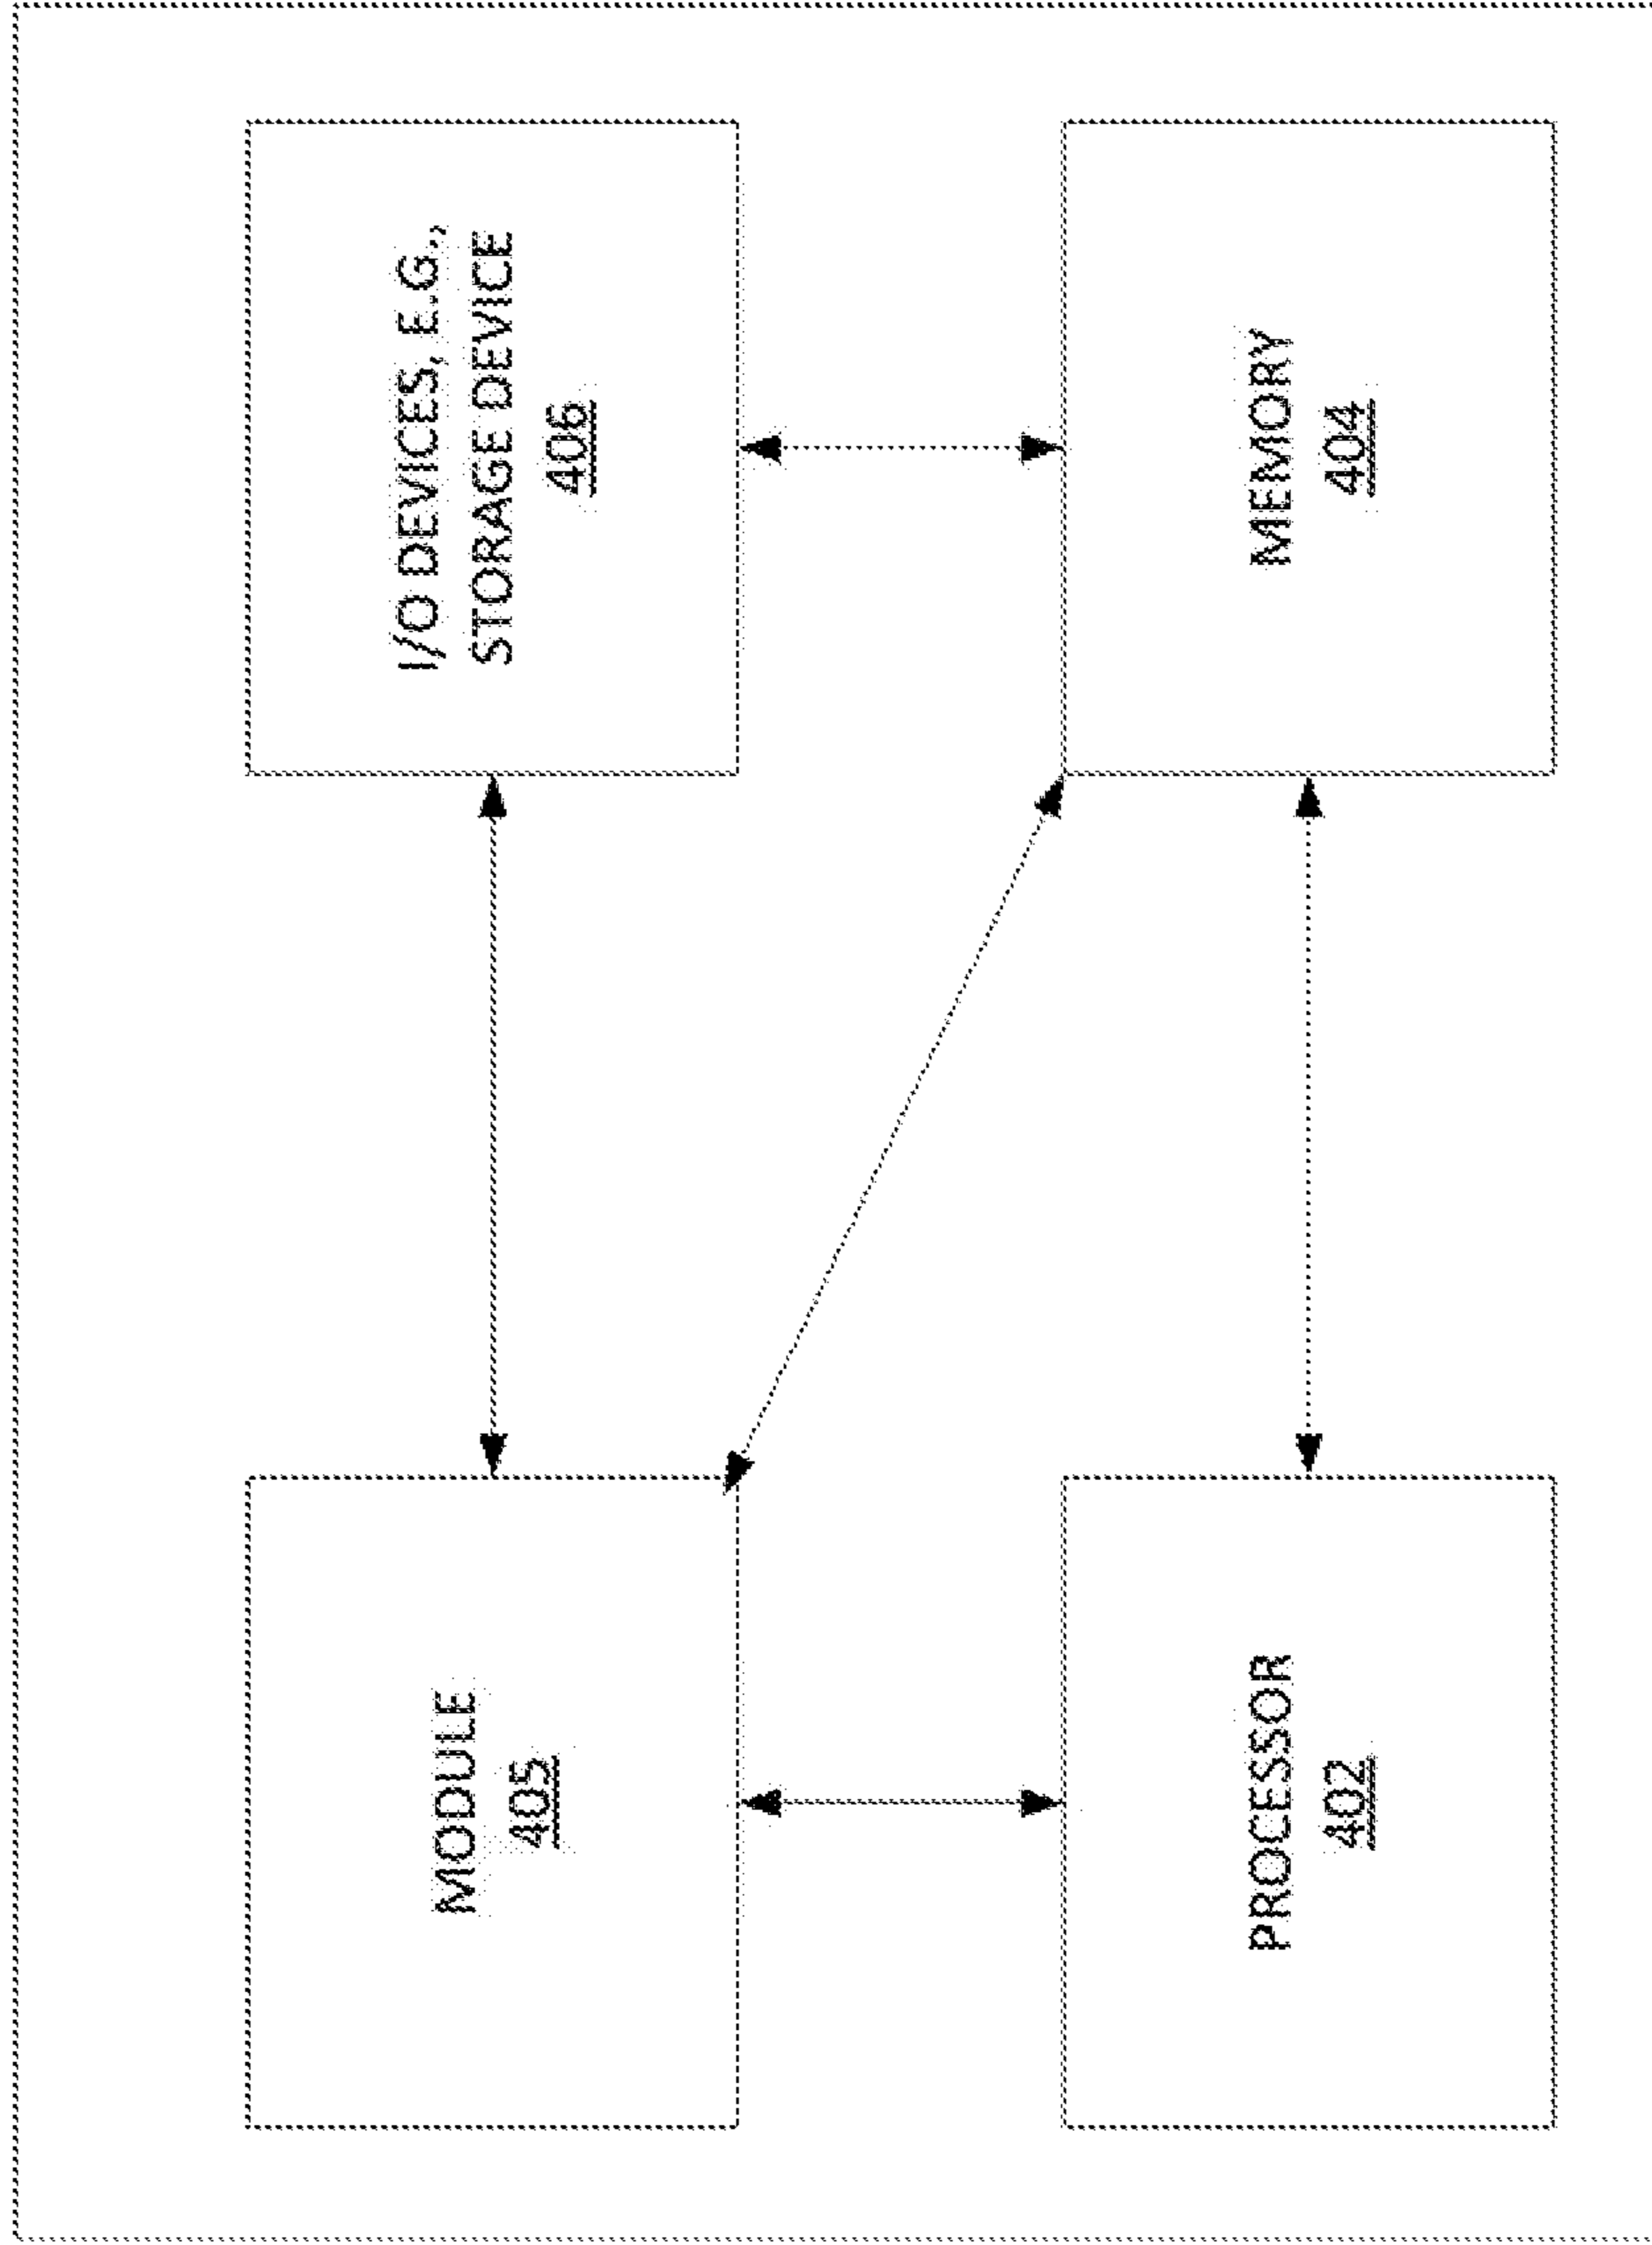 MODULE
405
I/O DEVICES, E.G.,
STORAGE DEVICE
406
PROCESSOR
402
MEMORY
404